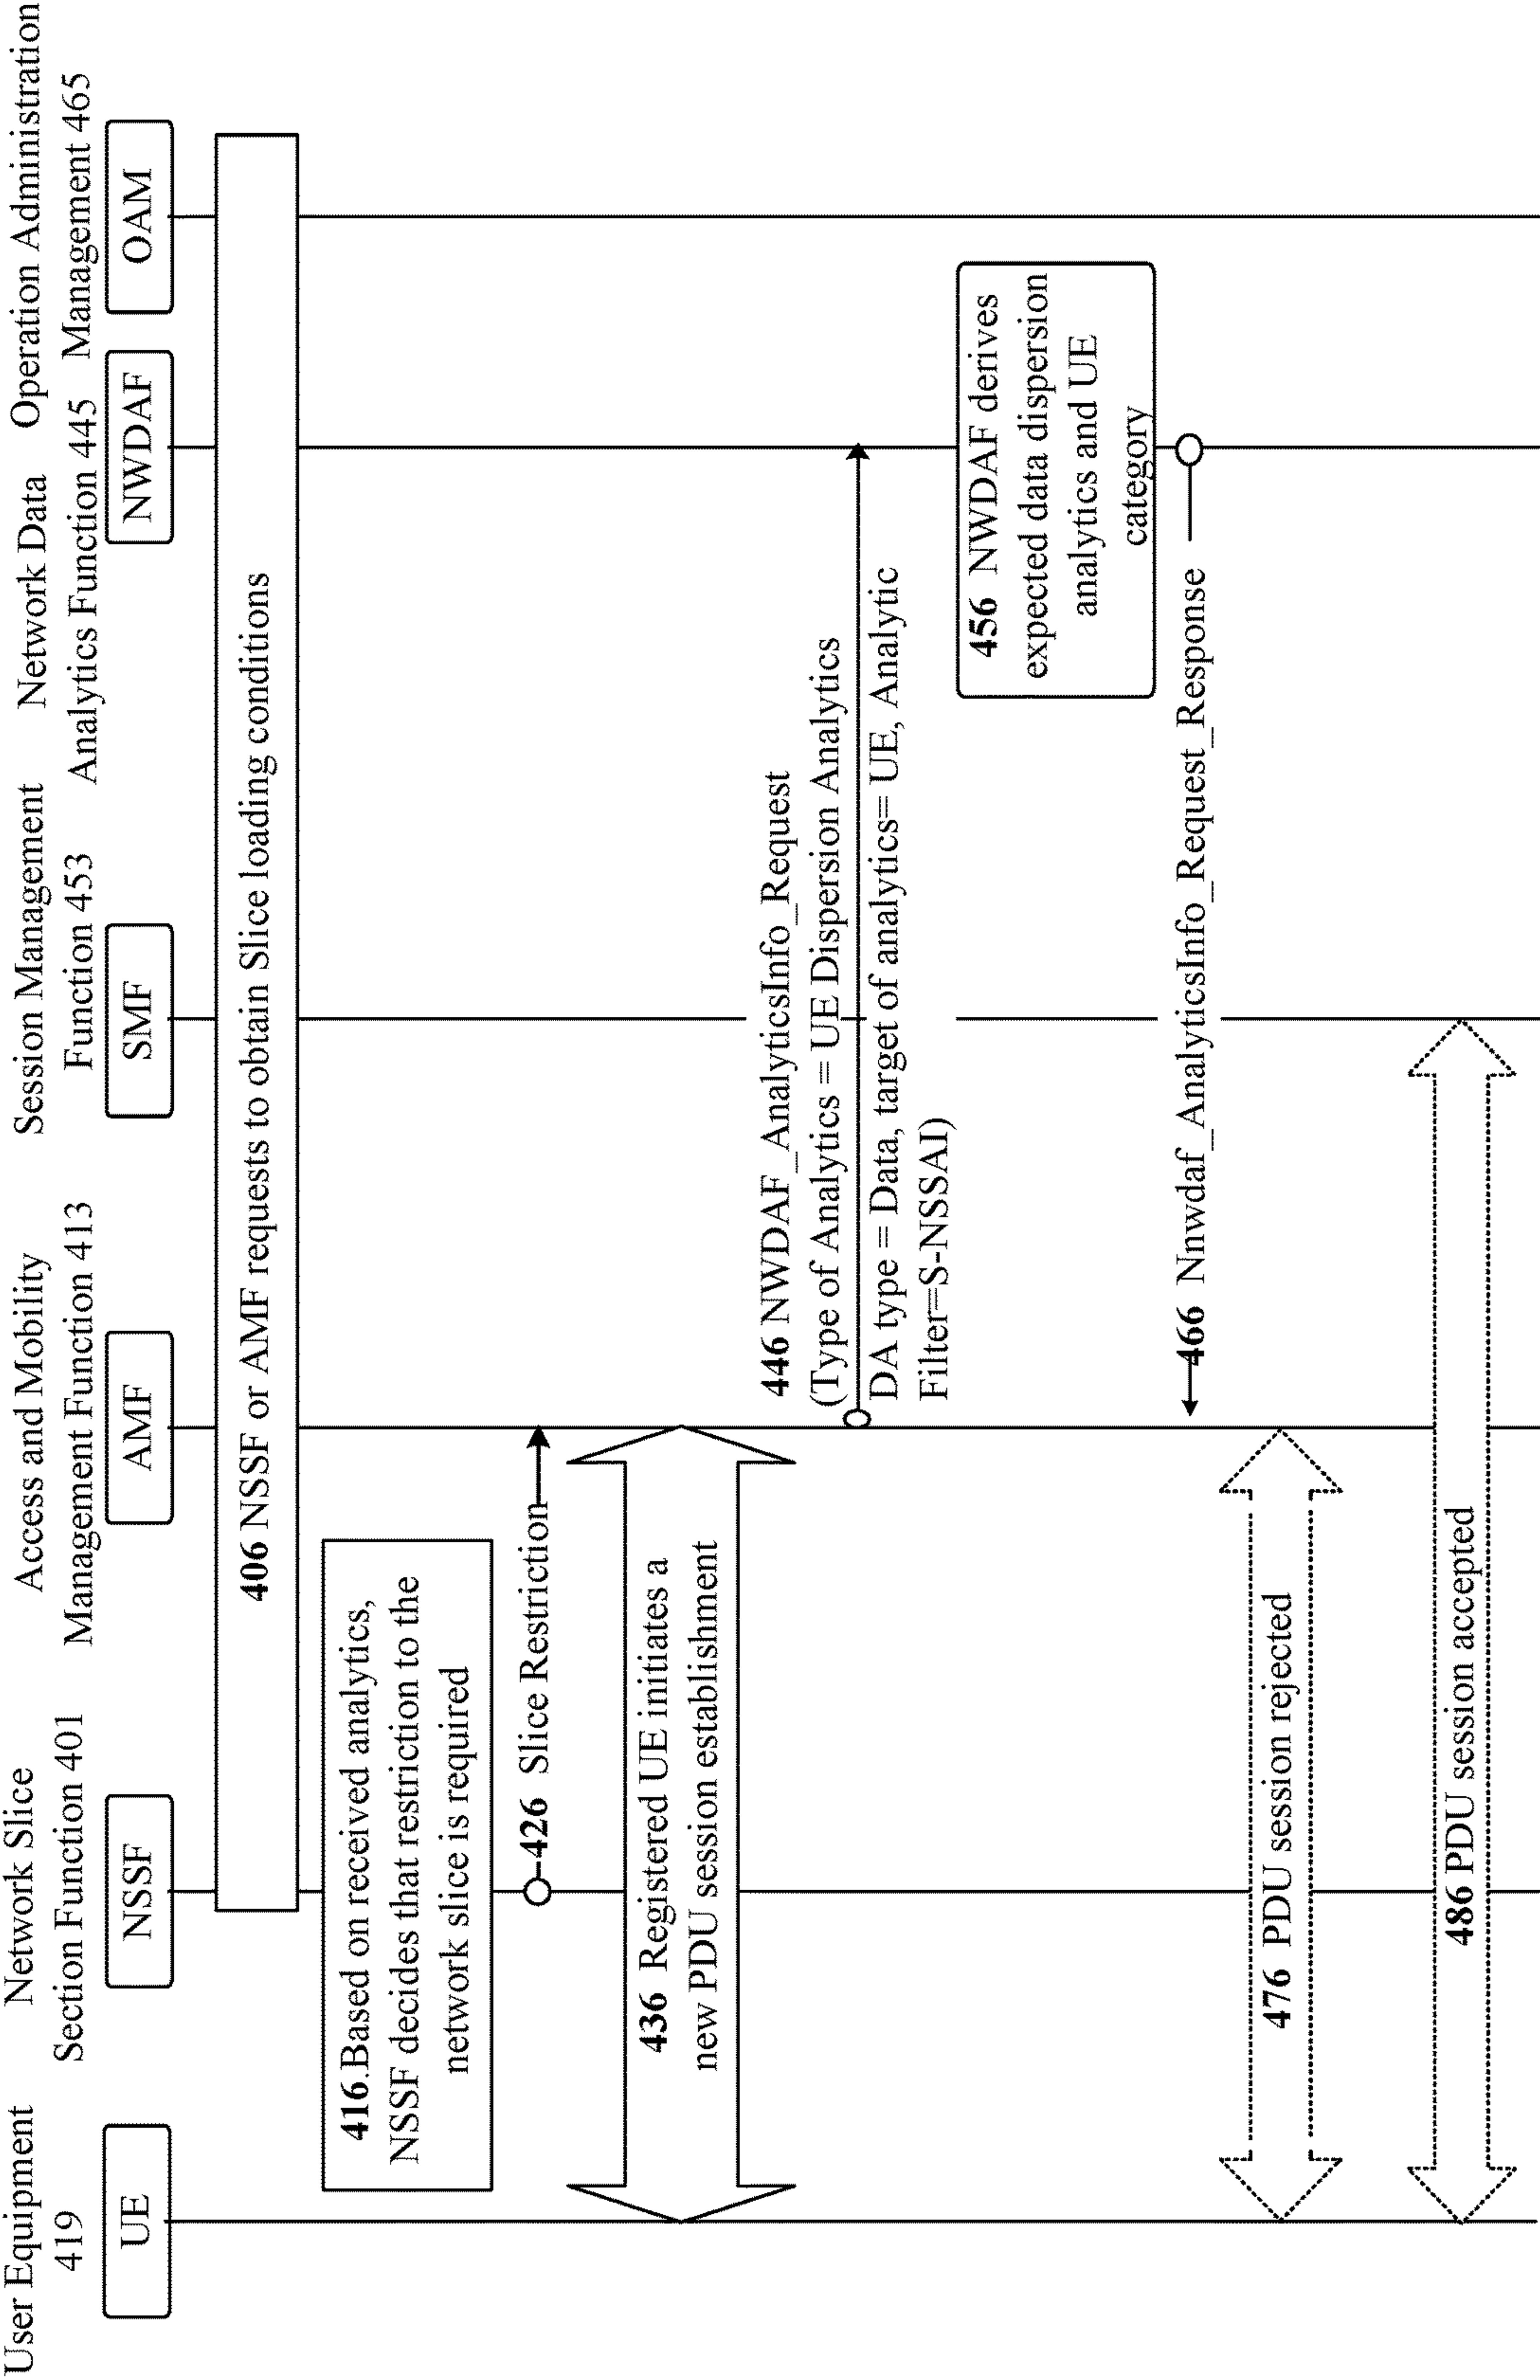 User Equipment
419
UE
Network Slice
Section Function 401
NSSF
Access and Mobility
Management Function 413
AMF
Session Management
Function 453
SMF
Network Data
Analytics Function 445
NWDAF
Operation Administration
Management 465
OAM
406 NSSF or AMF requests to obtain Slice loading conditions
416.Based on received analytics,
NSSF decides that restriction to the
network slice is required
426 Slice Restriction
436 Registered UE initiates a
new PDU session establishment
446 NWDAF_AnalyticsInfo_Request
(Type of Analytics = UE Dispersion Analytics
DA type = Data, target of analytics= UE, Analytic
Filter=S-NSSAI)
456 NWDAF derives
expected data dispersion
analytics and UE
category
466 Nnwdaf_AnalyticsInfo_Request_Response
476 PDU session rejected
486 PDU session accepted